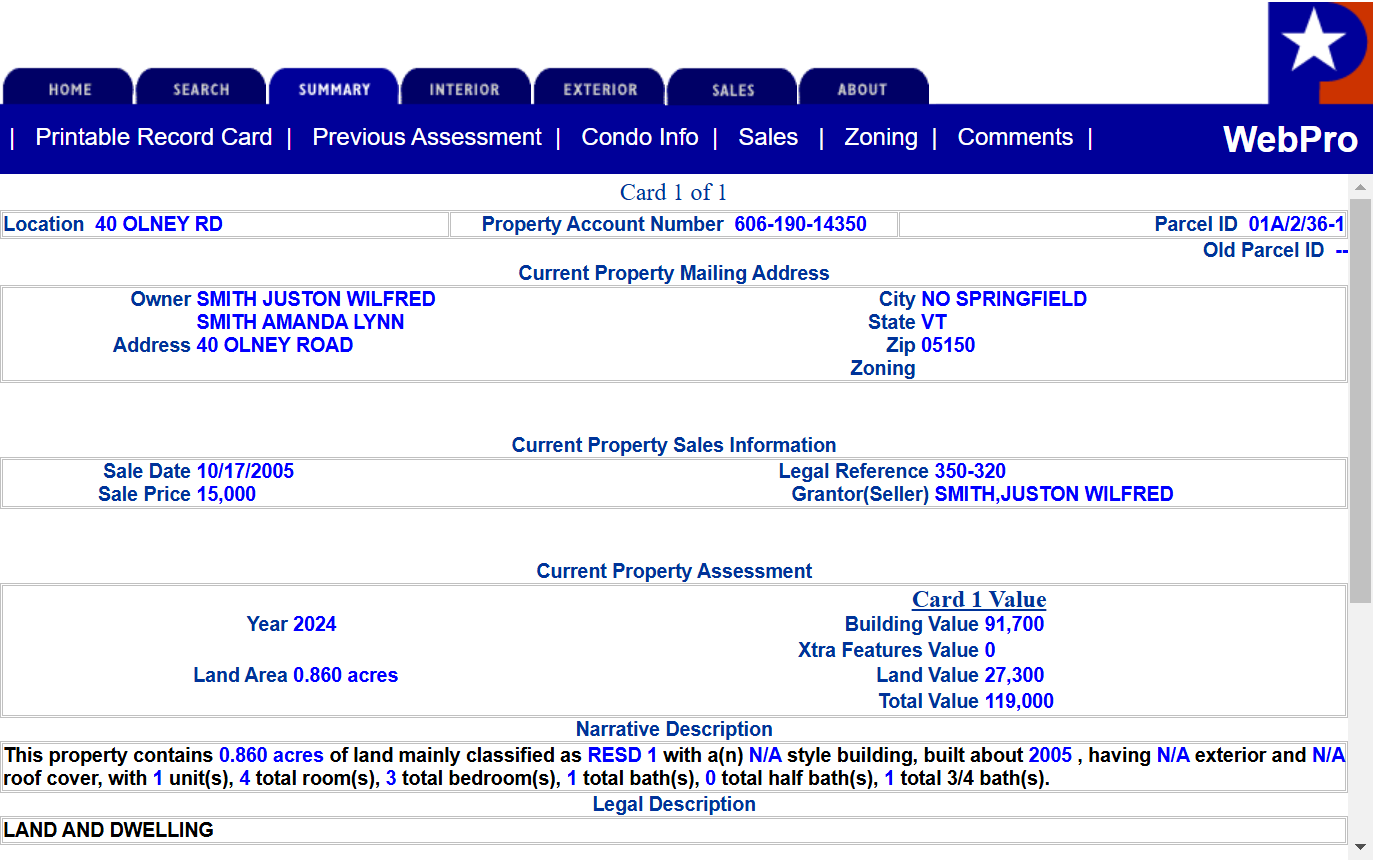 HOME SEARCH SUMMARY INTERIOR EXTERIOR SALES ABOUT
| Printable Record Card | Previous Assessment | Condo Info | Sales | Zoning | Comments | WebPro
Card 1 of 1
Location 40 OLNEY RD Property Account Number 606-190-14350 Parcel ID 01A/2/36-1
Old Parcel ID --
Current Property Mailing Address
Owner SMITH JUSTON WILFRED City NO SPRINGFIELD
SMITH AMANDA LYNN State VT
Address 40 OLNEY ROAD Zip 05150
Zoning
Current Property Sales Information
Sale Date 10/17/2005 Legal Reference 350-320
Sale Price 15,000 Grantor(Seller) SMITH,JUSTON WILFRED
Current Property Assessment
Card 1 Value
Year 2024 Building Value 91,700
Xtra Features Value 0
Land Area 0.860 acres Land Value 27,300
Total Value 119,000
Narrative Description
This property contains 0.860 acres of land mainly classified as RESD 1 with a(n) N/A style building, built about 2005 , having N/A exterior and N/A
roof cover, with 1 unit(s), 4 total room(s), 3 total bedroom(s), 1 total bath(s), 0 total half bath(s), 1 total 3/4 bath(s).
Legal Description
LAND AND DWELLING